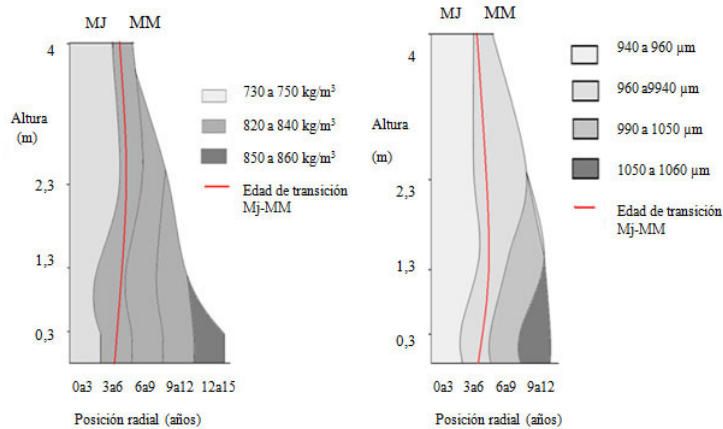 MJ MM
4
Altura
(m)
2,3
1,3
0,3
0a3 3a6 6a9 9a12 12a15
Posición radial (años)
730 a 750 kg/m³
820 a 840 kg/m³
850 a 860 kg/m³
Edad de transición
Mj-MM
MJ MM
4
Altura
(m)
2,3
1,3
0,3
0a3 3a6 6a9 9a12
Posición radial (años)
940 a 960 µm
960 a9940 µm
990 a 1050 µm
1050 a 1060 µm
Edad de transición
Mj-MM